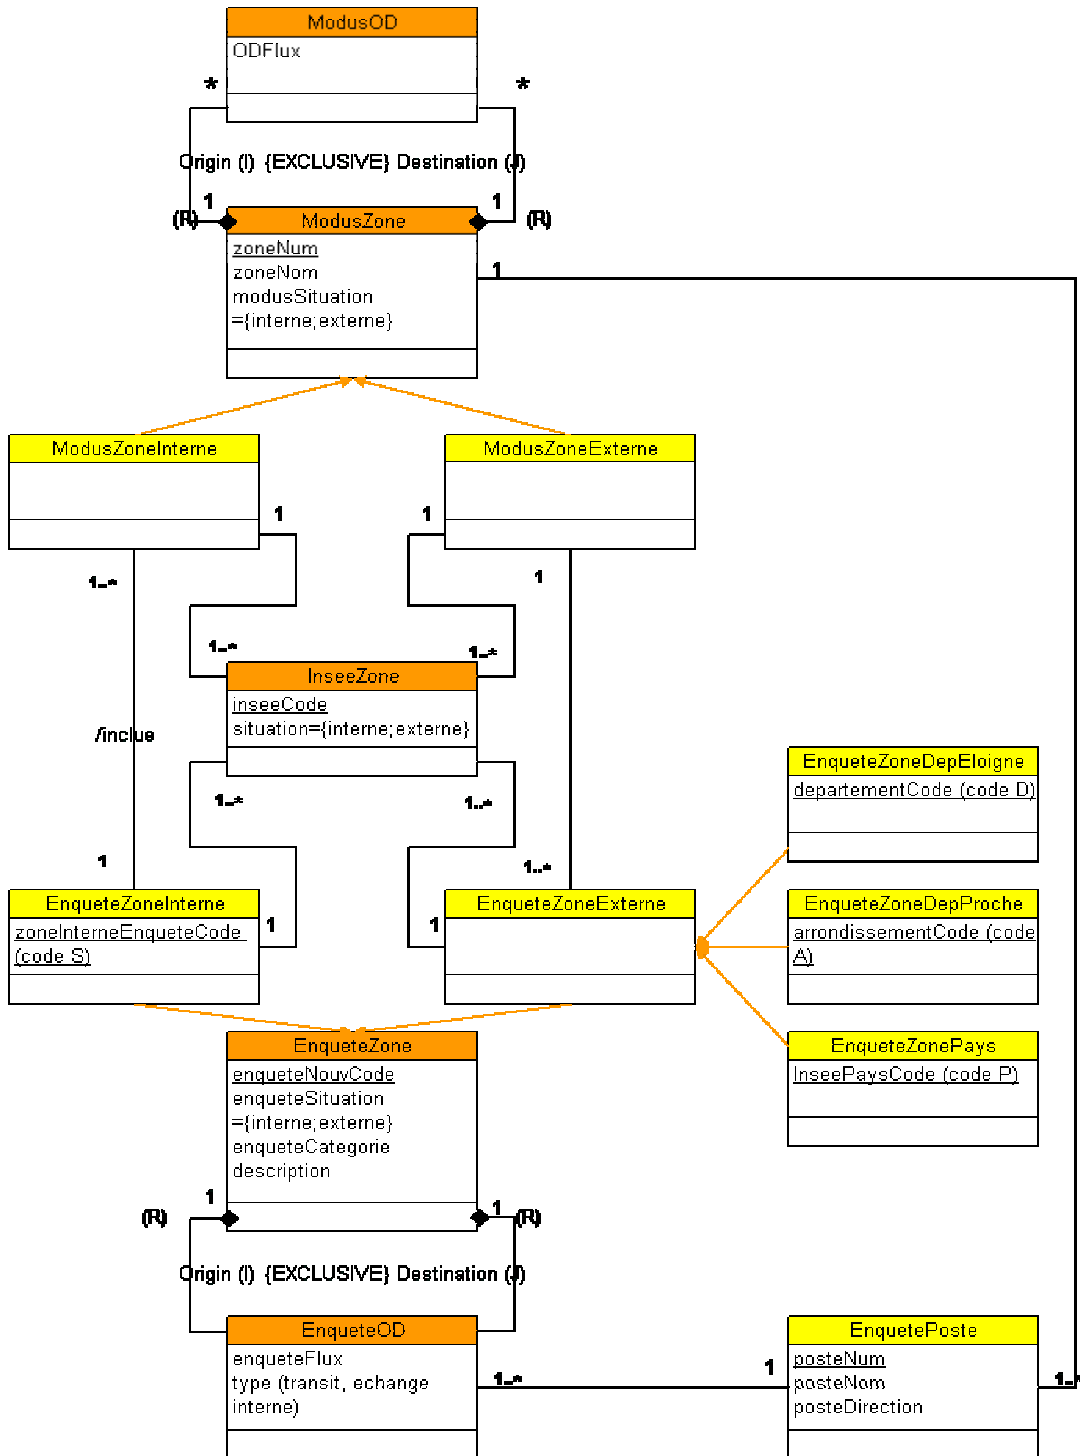 ModusOD
ODFlux
* *
Origin (I) {EXCLUSIVE} Destination (J)
1 1
(R) (R)
ModusZone
zoneNum
zoneNom
modusSituation
={interne;externe}
1
ModusZoneInterne
ModusZoneExterne
1 1
1..* 1
1..* 1..*
InseeZone
inseeCode
situation={interne;externe}
/inclue
1..* 1..*
EnqueteZoneDepEloigne
departementCode (code D)
1 1..*
EnqueteZoneInterne
zoneInterneEnqueteCode
(code S)
1 1
EnqueteZoneExterne
EnqueteZoneDepProche
arrondissementCode (code
A)
EnqueteZone
enqueteNouvCode
enqueteSituation
={interne;externe}
enqueteCategorie
description
EnqueteZonePays
InseePaysCode (code P)
1 1
(R) (R)
Origin (I) {EXCLUSIVE} Destination (J)
EnqueteOD
enqueteFlux
type (transit, echange
interne)
1..* 1
EnquetePoste
posteNum
posteNom
posteDirection
1..*